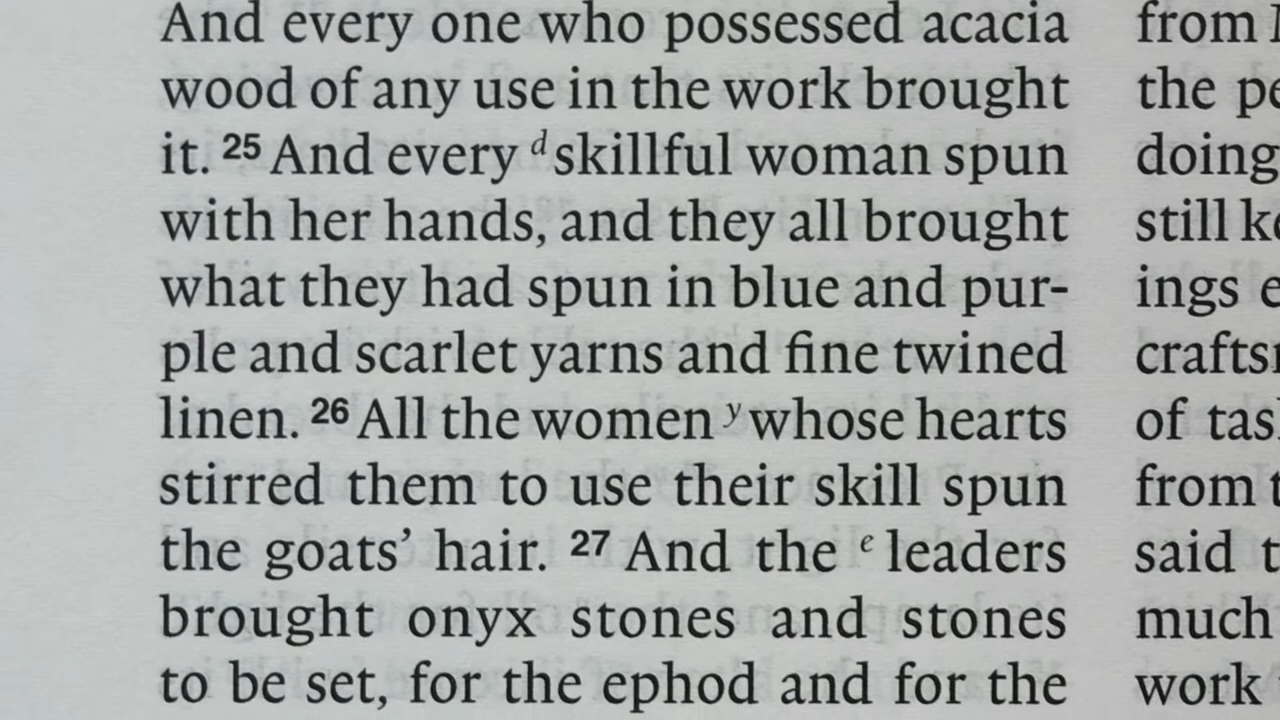 And every one who possessed acacia
wood of any use in the work brought
it. 25 And every d skillful woman spun
with her hands, and they all brought
what they had spun in blue and pur-
ple and scarlet yarns and fine twined
linen. 26 All the women y whose hearts
stirred them to use their skill spun
the goats’ hair. 27 And the e leaders
brought onyx stones and stones
to be set, for the ephod and for the
from
the
doing
still
ings
of
from
said
much
work